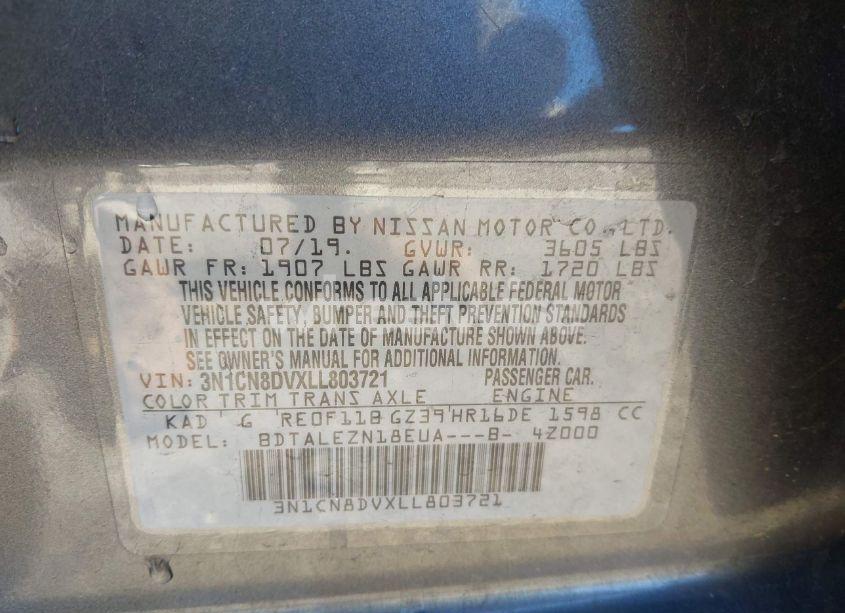 MANUFACTURED BY NISSAN MOTOR CO., LTD.
DATE: 07/19. GVWR: 3605 LBS
GAWR FR: 1907 LBS GAWR RR: 1720 LBS
THIS VEHICLE CONFORMS TO ALL APPLICABLE FEDERAL MOTOR
VEHICLE SAFETY, BUMPER AND THEFT PREVENTION STANDARDS
IN EFFECT ON THE DATE OF MANUFACTURE SHOWN ABOVE.
SEE OWNER'S MANUAL FOR ADDITIONAL INFORMATION.
VIN: 3N1CN8DVXLL803721 PASSENGER CAR.
COLOR TRIM TRANS AXLE ENGINE
KAD G RE0F11B GZ39 HR16DE 1598 CC
MODEL: BDTALEZN18EUA---B- 4Z000
3N1CN8DVXLL803721